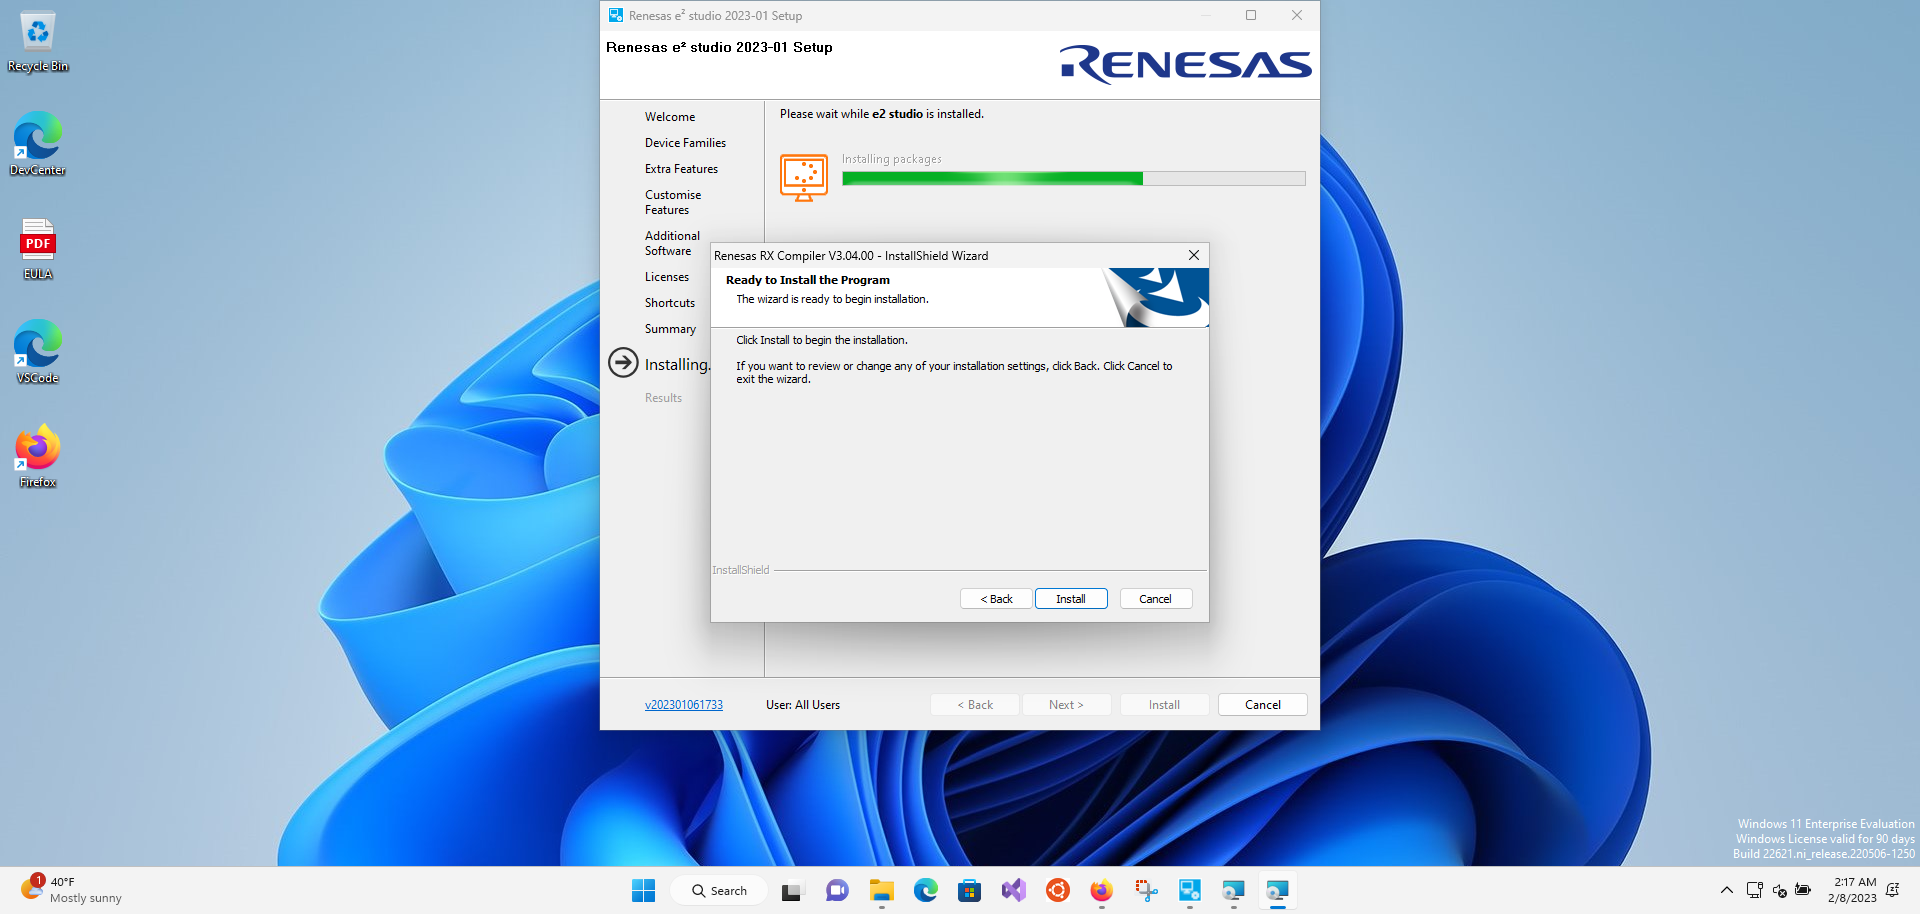 Recycle Bin
DevCenter
PDF
EULA
VSCode
Firefox
Renesas e² studio 2023-01 Setup
Renesas e² studio 2023-01 Setup
RENESAS
Welcome
Device Families
Extra Features
Customise
Features
Additional
Software
Licenses
Shortcuts
Summary
Installing.
Results
Please wait while e2 studio is installed.
Installing packages
Renesas RX Compiler V3.04.00 - InstallShield Wizard
Ready to Install the Program
The wizard is ready to begin installation.
Click Install to begin the installation.
If you want to review or change any of your installation settings, click Back. Click Cancel to
exit the wizard.
InstallShield
< Back
Install
Cancel
v202301061733
User: All Users
< Back
Next >
Install
Cancel
Windows 11 Enterprise Evaluation
Windows License valid for 90 days
Build 22621.ni_release.220506-1250
1
40°F
Mostly sunny
Search
2:17 AM
2/8/2023